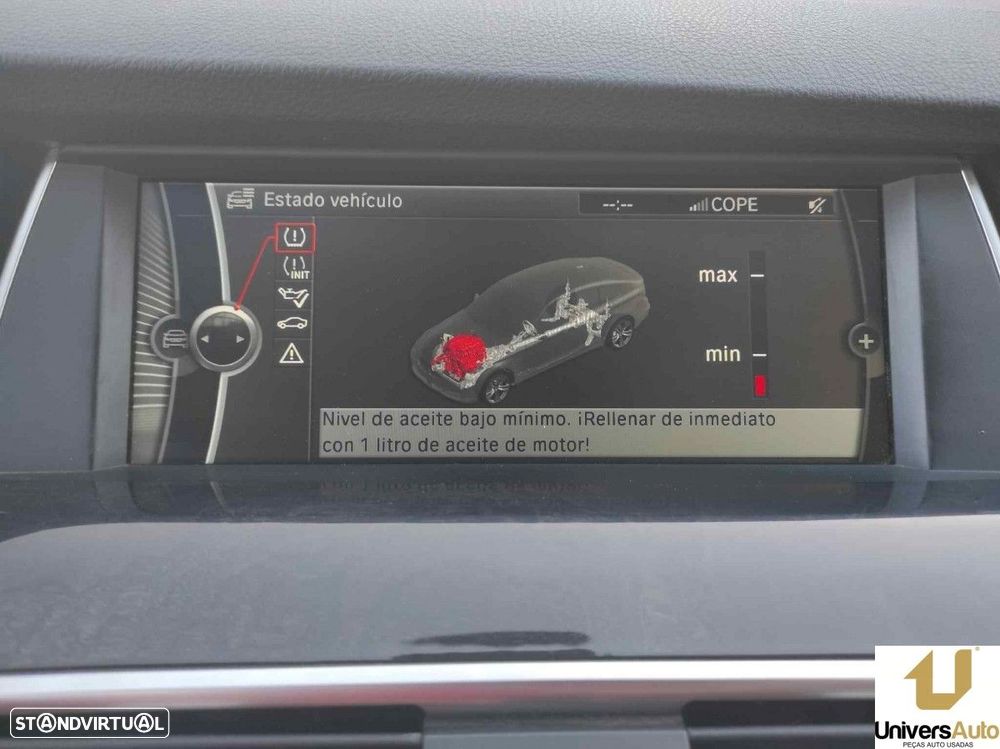 Estado vehículo
--:--
COPE
INIT
max
min
Nivel de aceite bajo mínimo. ¡Rellenar de inmediato
con 1 litro de aceite de motor!
STANDVIRTUAL
UniversAuto
PEÇAS AUTO USADAS